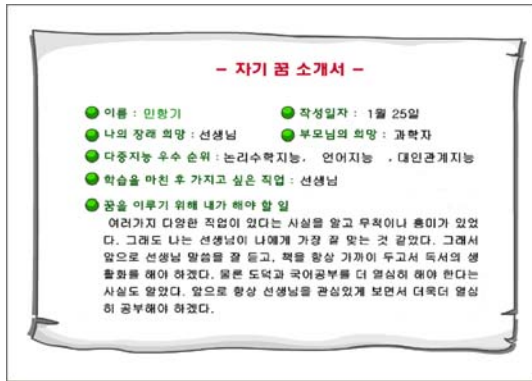 - 자기 꿈 소개서 -
이름 : 민항기 작성일자 : 1월 25일
나의 장래 희망 : 선생님 부모님의 희망 : 과학자
다중지능 우수 순위 : 논리수학지능, 언어지능 , 대인관계지능
학습을 마친 후 가지고 싶은 직업 : 선생님
꿈을 이루기 위해 내가 해야 할 일
여러가지 다양한 직업이 있다는 사실을 알고 무척이나 흥미가 있었
다. 그래도 나는 선생님이 나에게 가장 잘 맞는 것 같았다. 그래서
앞으로 선생님 말씀을 잘 듣고, 책을 항상 가까이 두고서 독서의 생
활화를 해야 하겠다. 물론 도덕과 국어공부를 더 열심히 해야 한다는
사실도 알았다. 앞으로 항상 선생님을 관심있게 보면서 더욱더 열심
히 공부해야 하겠다.